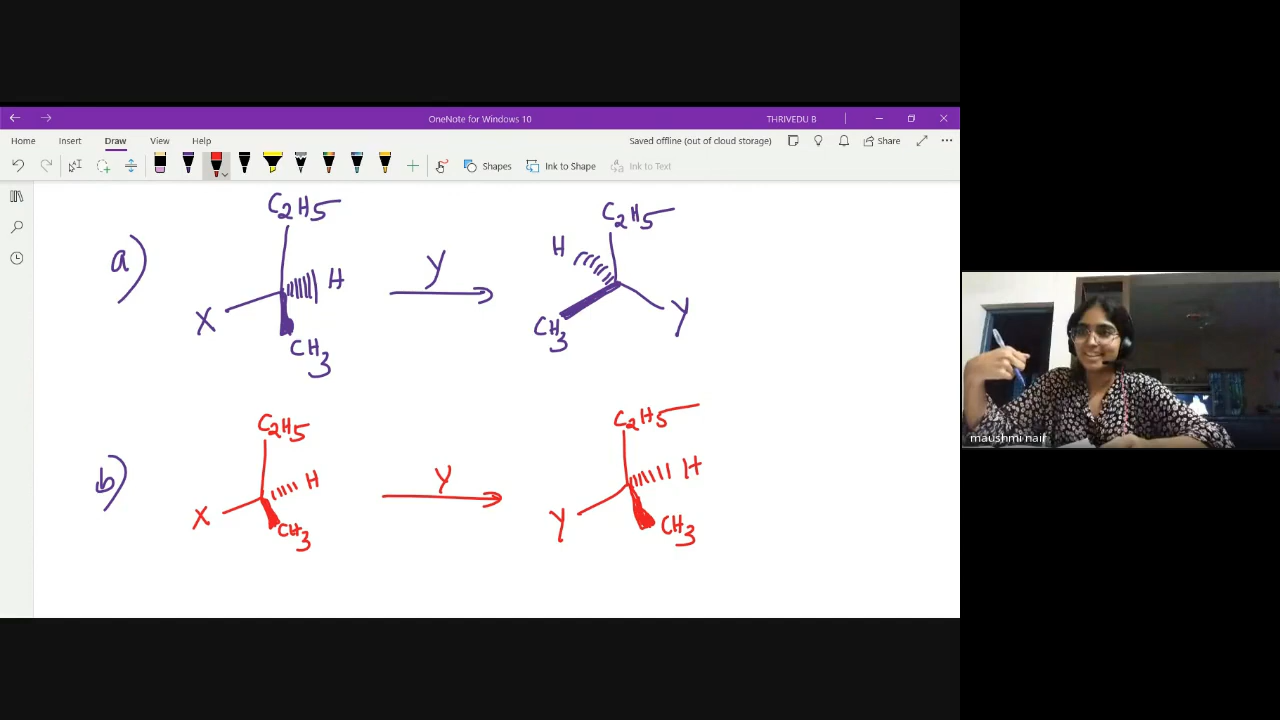 OneNote for Windows 10
THRIVEDU B
Home Insert Draw View Help
Saved offline (out of cloud storage)
Share
Shapes
Ink to Shape
Ink to Text
a)
C2H5
H
X
CH3
y
C2H5
H
CH3
y
b)
C2H5
H
X
CH3
y
C2H5
H
y
CH3
maushmi nair